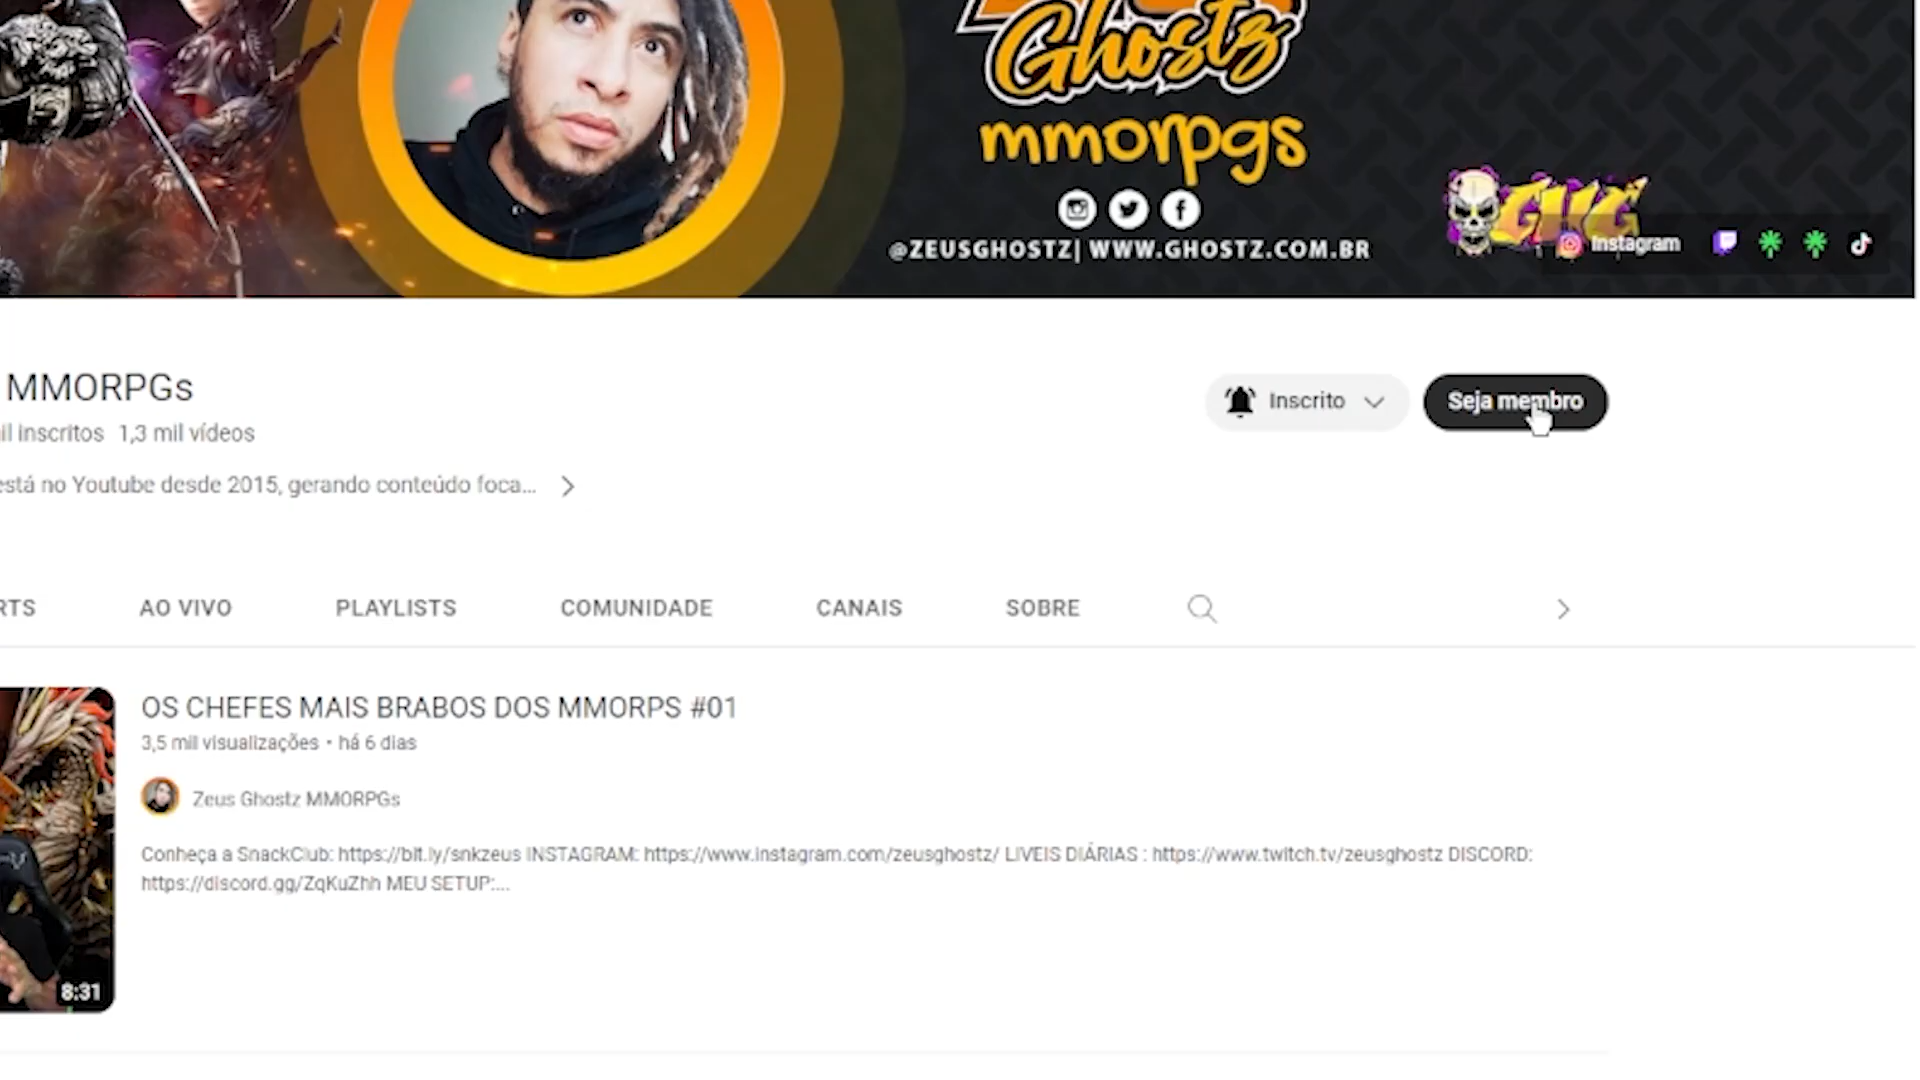 Ghostz
mmorpgs
@ZEUSGHOSTZ| WWW.GHOSTZ.COM.BR
GHG
Instagram
MMORPGs
Inscrito
Seja membro
il inscritos 1,3 mil vídeos
está no Youtube desde 2015, gerando conteúdo foca...
RTS
AO VIVO
PLAYLISTS
COMUNIDADE
CANAIS
SOBRE
OS CHEFES MAIS BRABOS DOS MMORPS #01
3,5 mil visualizações • há 6 dias
Zeus Ghostz MMORPGs
Conheça a SnackClub: https://bit.ly/snkzeus INSTAGRAM: https://www.instagram.com/zeusghostz/ LIVEIS DIÁRIAS : https://www.twitch.tv/zeusghostz DISCORD:
https://discord.gg/ZqKuZhh MEU SETUP:...
8:31